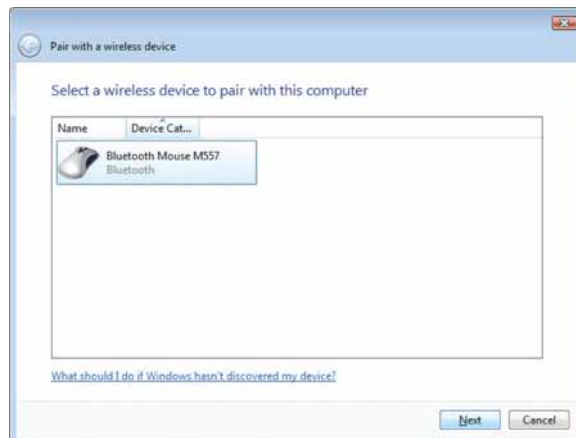 Pair with a wireless device
Select a wireless device to pair with this computer
Name Device Cat...
Bluetooth Mouse M557
Bluetooth
What should I do if Windows hasn't discovered my device?
Next Cancel